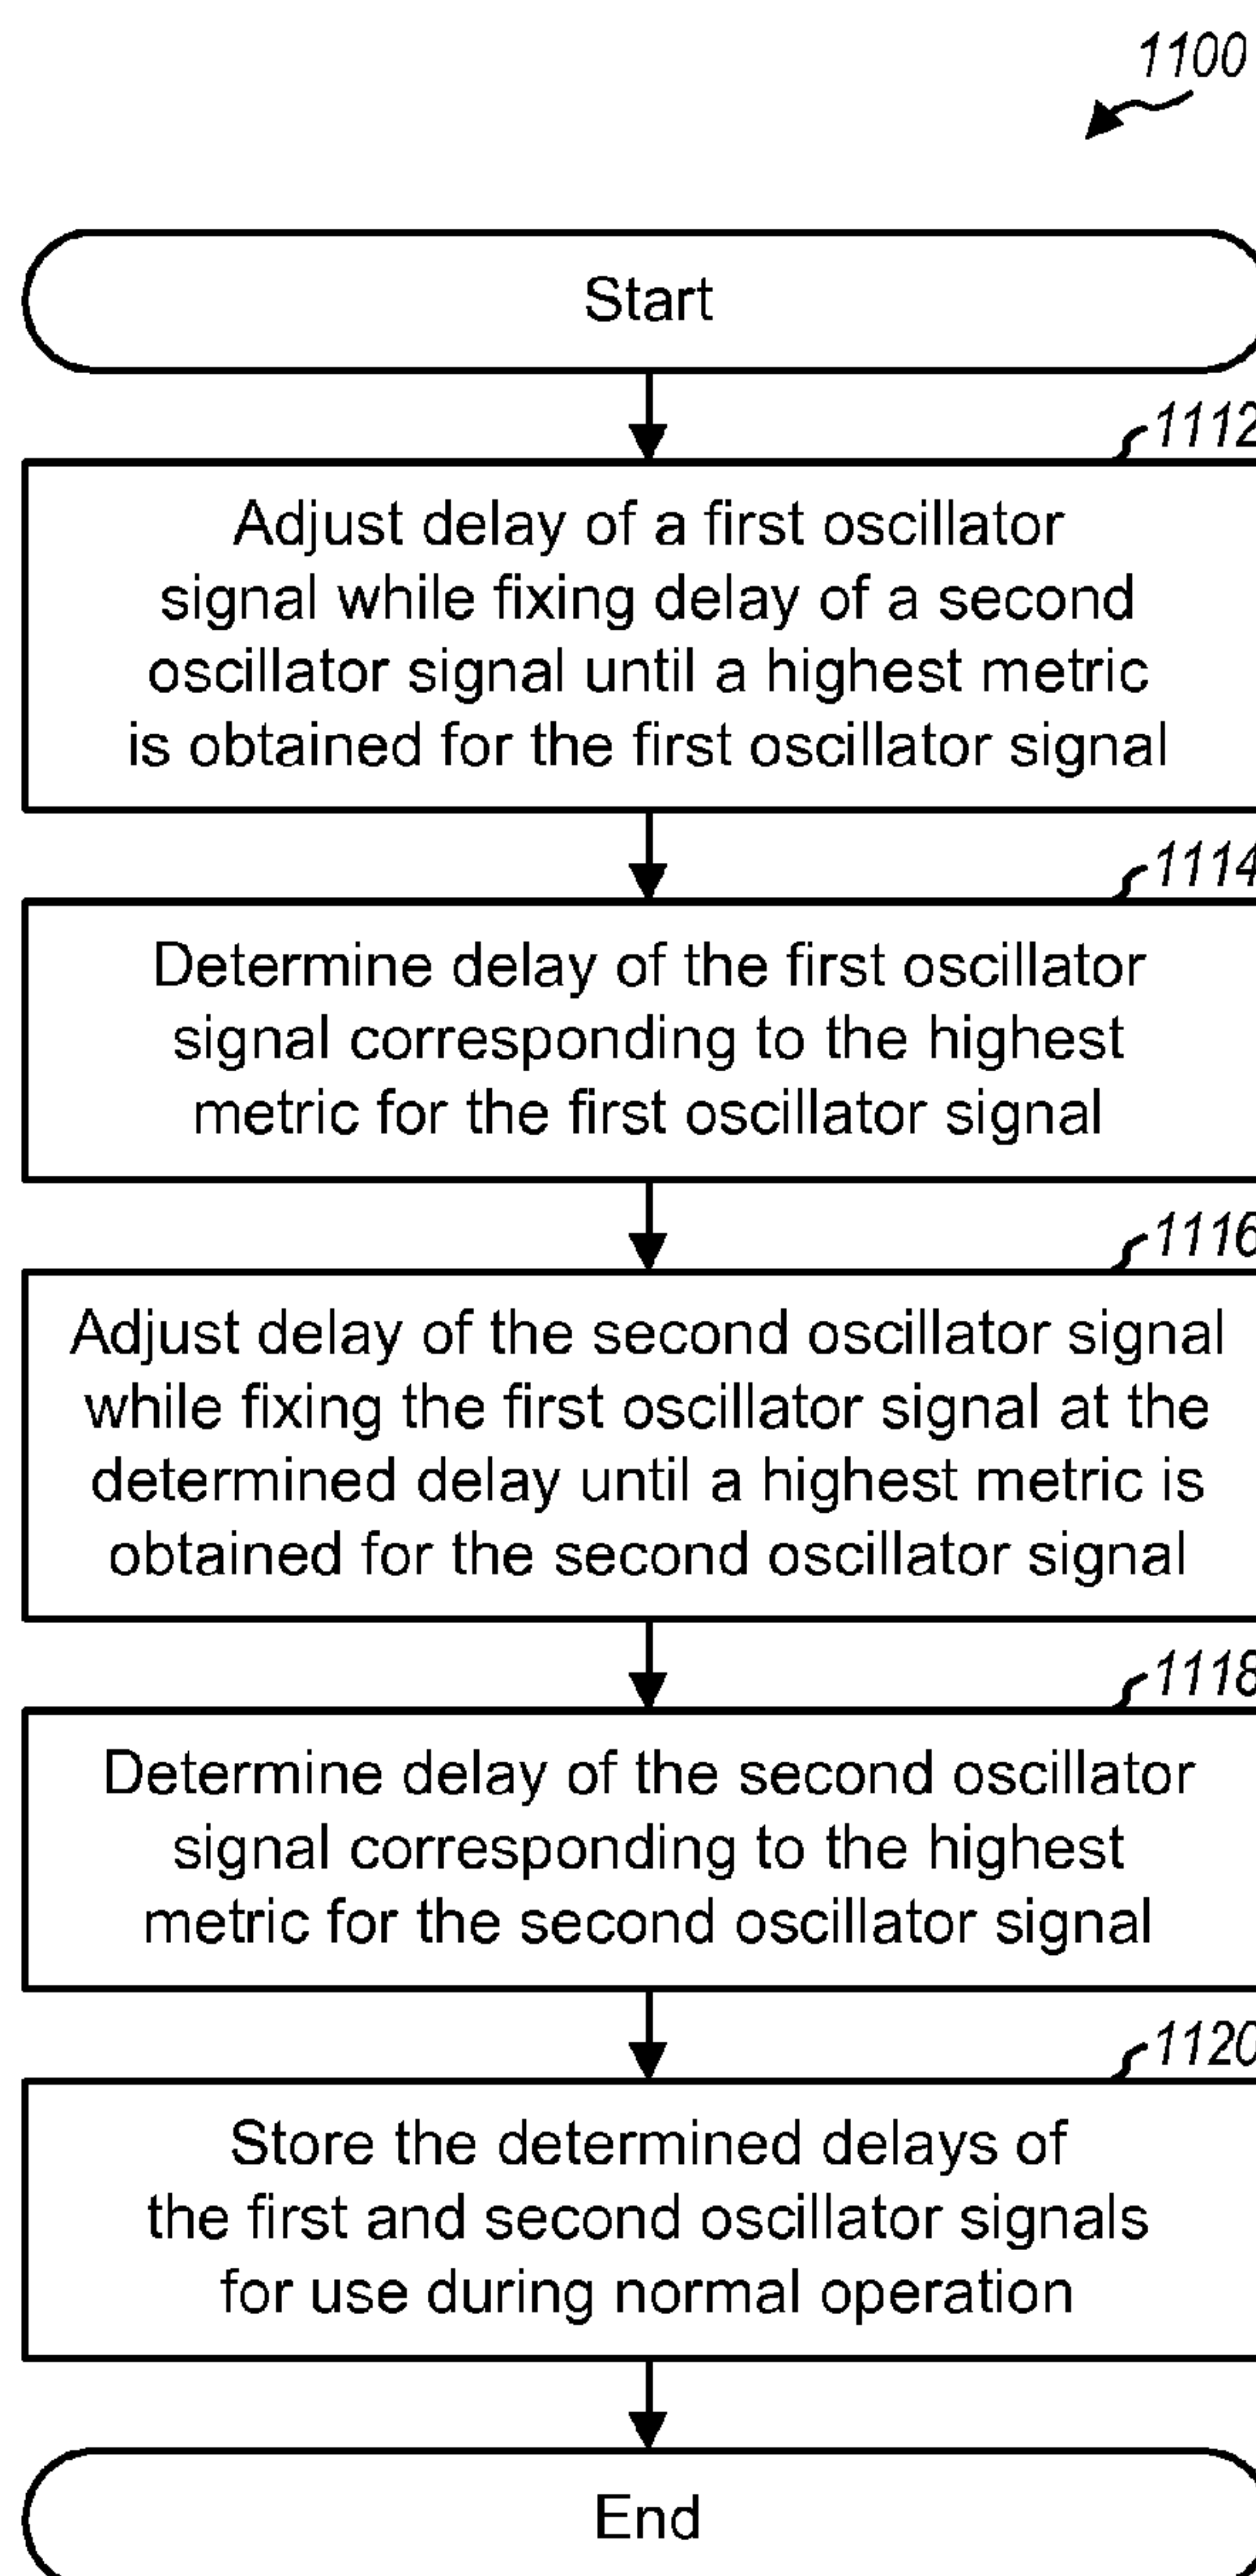 1100
Start
1112
Adjust delay of a first oscillator
signal while fixing delay of a second
oscillator signal until a highest metric
is obtained for the first oscillator signal
1114
Determine delay of the first oscillator
signal corresponding to the highest
metric for the first oscillator signal
1116
Adjust delay of the second oscillator signal
while fixing the first oscillator signal at the
determined delay until a highest metric is
obtained for the second oscillator signal
1118
Determine delay of the second oscillator
signal corresponding to the highest
metric for the second oscillator signal
1120
Store the determined delays of
the first and second oscillator signals
for use during normal operation
End